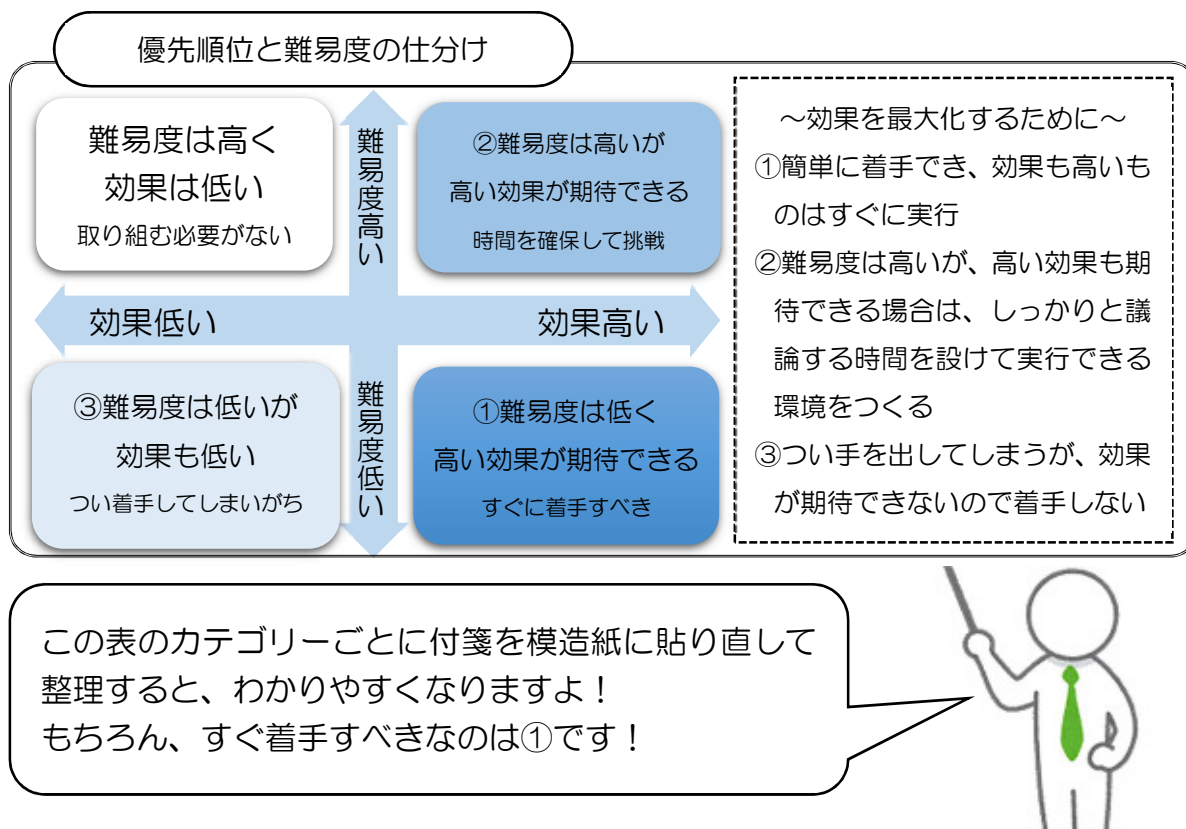 優先順位と難易度の仕分け
難易度は高く
効果は低い
取り組む必要がない
難易度高い
②難易度は高いが
高い効果が期待できる
時間を確保して挑戦
効果低い
効果高い
③難易度は低いが
効果も低い
つい着手してしまいがち
難易度低い
①難易度は低く
高い効果が期待できる
すぐに着手すべき
～効果を最大化するために～
①簡単に着手でき、効果も高いも
のはすぐに実行
②難易度は高いが、高い効果も期
待できる場合は、しっかりと議
論する時間を設けて実行できる
環境をつくる
③つい手を出してしまうが、効果
が期待できないので着手しない
この表のカテゴリーごとに付箋を模造紙に貼り直して
整理すると、わかりやすくなりますよ！
もちろん、すぐ着手すべきなのは①です！